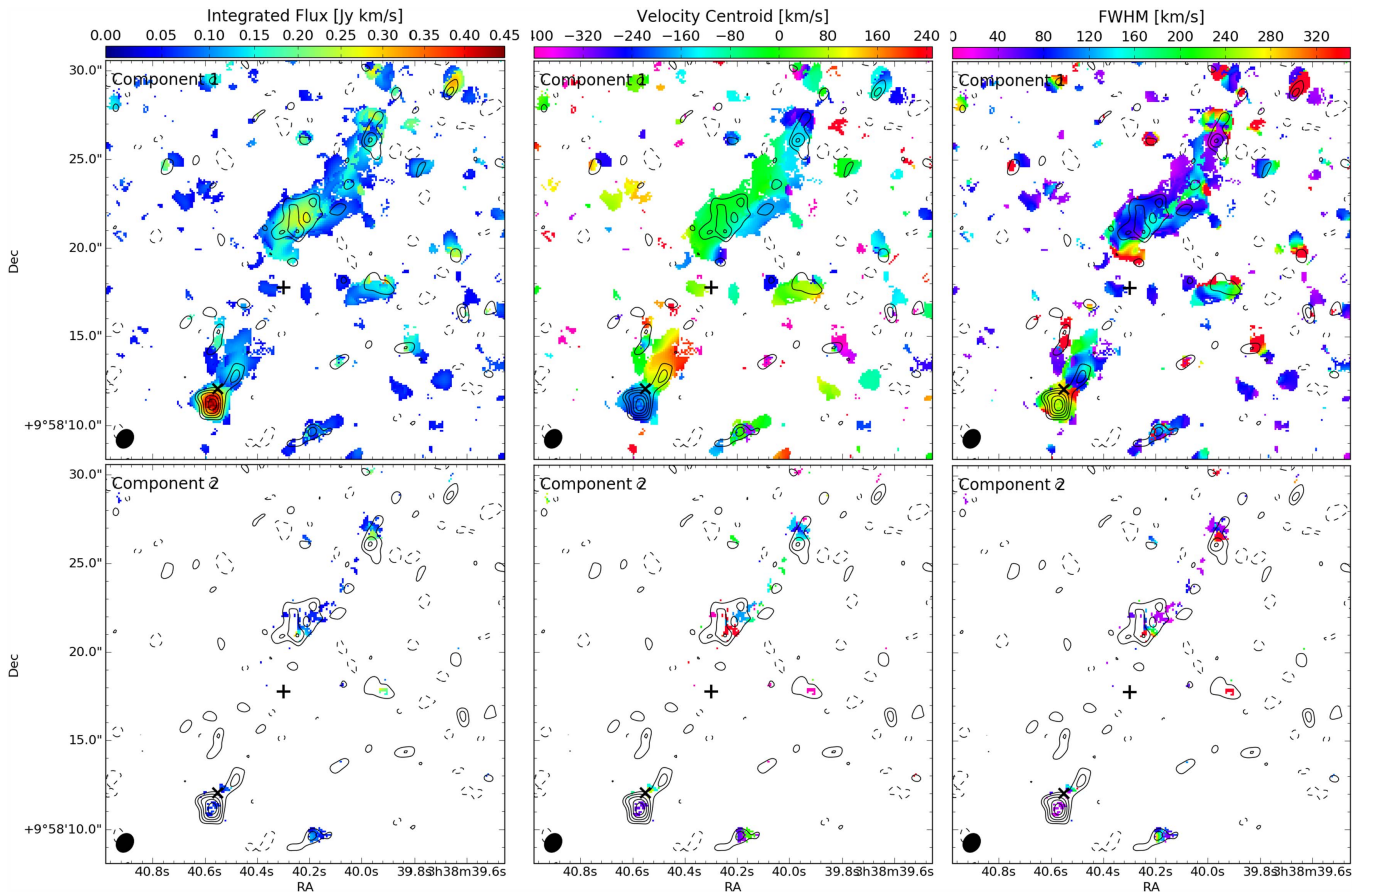 Integrated Flux [Jy km/s] Velocity Centroid [km/s] FWHM [km/s]
0.00 0.05 0.10 0.15 0.20 0.25 0.30 0.35 0.40 0.45 400 −320 −240 −160 −80 0 80 160 240 0 40 80 120 160 200 240 280 320
Component 1 Component 1 Component 1
30.0"
25.0"
20.0"
Dec
15.0"
+9°58'10.0"
Component 2 Component 2 Component 2
30.0"
25.0"
20.0"
Dec
15.0"
+9°58'10.0"
40.8s 40.6s 40.4s 40.2s 40.0s 39.8s3h38m39.6s 40.8s 40.6s 40.4s 40.2s 40.0s 39.8s3h38m39.6s 40.8s 40.6s 40.4s 40.2s 40.0s 39.8s3h38m39.6s
RA RA RA